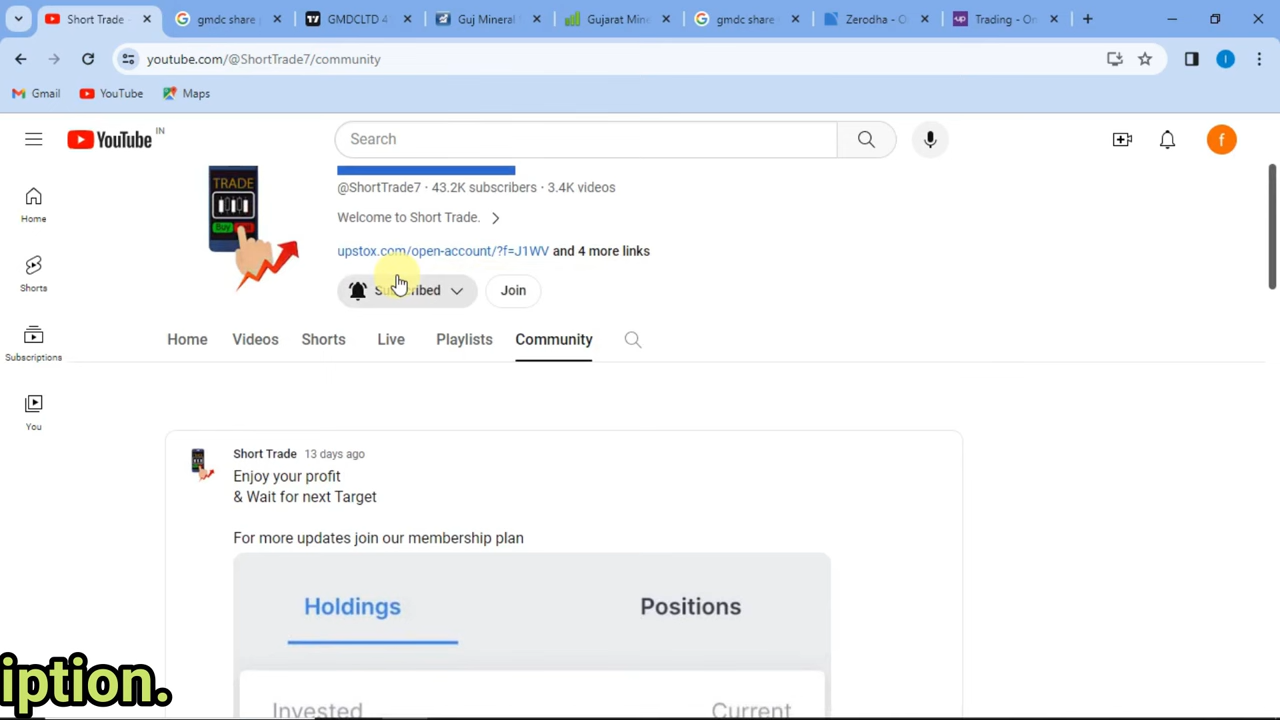 Short Trade -
gmdc share p
GMDCLTD 4
Guj Mineral
Gujarat Mine
gmdc share
Zerodha - O
Trading - On
youtube.com/@ShortTrade7/community
Gmail
YouTube
Maps
YouTube IN
Search
f
TRADE
Buy
@ShortTrade7 · 43.2K subscribers · 3.4K videos
Welcome to Short Trade.
upstox.com/open-account/?f=J1WV and 4 more links
Subscribed
Join
Home
Shorts
Subscriptions
You
Home
Videos
Shorts
Live
Playlists
Community
Short Trade 13 days ago
Enjoy your profit
& Wait for next Target
For more updates join our membership plan
Holdings
Positions
Invested
Current
iption.